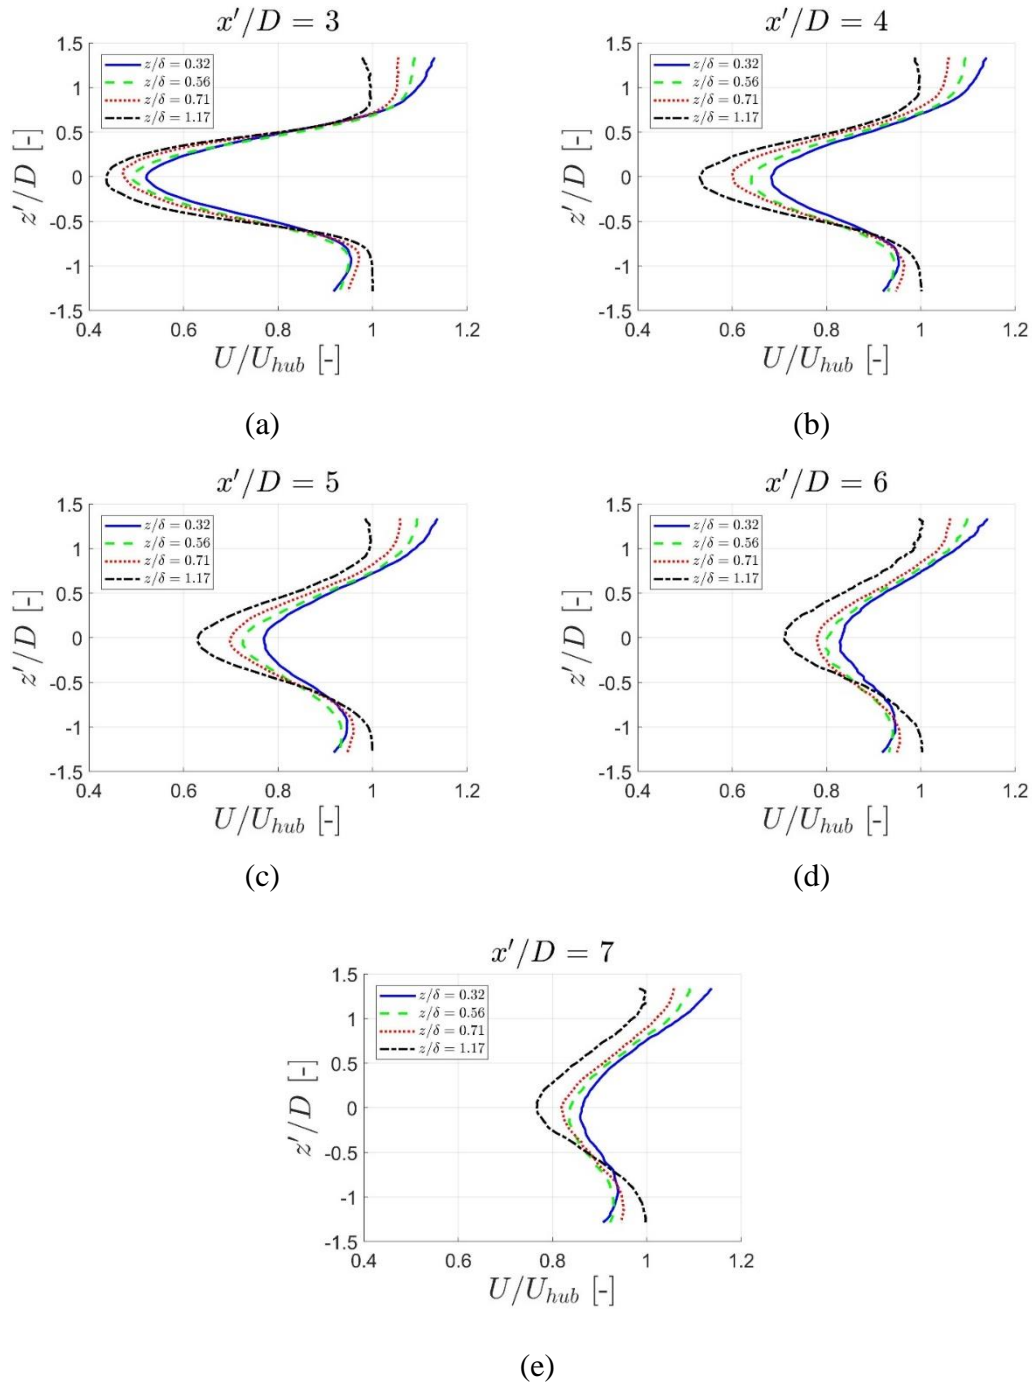 x′/D = 3
1.5
1
0.5
0
-0.5
-1
-1.5
z′/D [-]
z/δ = 0.32
z/δ = 0.56
z/δ = 0.71
z/δ = 1.17
0.4 0.6 0.8 1 1.2
U/U_hub [-]
(a)
x′/D = 4
1.5
1
0.5
0
-0.5
-1
-1.5
z′/D [-]
z/δ = 0.32
z/δ = 0.56
z/δ = 0.71
z/δ = 1.17
0.4 0.6 0.8 1 1.2
U/U_hub [-]
(b)
x′/D = 5
1.5
1
0.5
0
-0.5
-1
-1.5
z′/D [-]
z/δ = 0.32
z/δ = 0.56
z/δ = 0.71
z/δ = 1.17
0.4 0.6 0.8 1 1.2
U/U_hub [-]
(c)
x′/D = 6
1.5
1
0.5
0
-0.5
-1
-1.5
z′/D [-]
z/δ = 0.32
z/δ = 0.56
z/δ = 0.71
z/δ = 1.17
0.4 0.6 0.8 1 1.2
U/U_hub [-]
(d)
x′/D = 7
1.5
1
0.5
0
-0.5
-1
-1.5
z′/D [-]
z/δ = 0.32
z/δ = 0.56
z/δ = 0.71
z/δ = 1.17
0.4 0.6 0.8 1 1.2
U/U_hub [-]
(e)